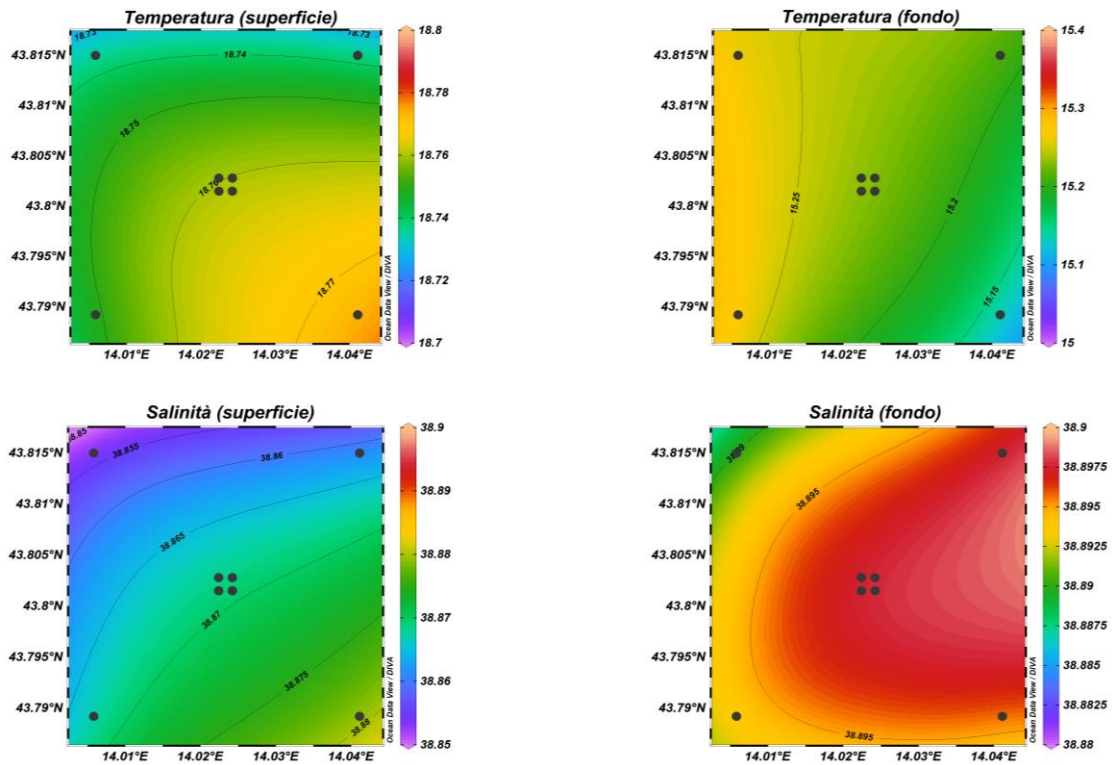 Temperatura (superficie)
43.815°N
43.81°N
43.805°N
43.8°N
43.795°N
43.79°N
14.01°E
14.02°E
14.03°E
14.04°E
18.73
18.73
18.74
18.75
18.76
18.77
18.8
18.78
18.76
18.74
18.72
18.7
Ocean Data View / DIVA
Temperatura (fondo)
43.815°N
43.81°N
43.805°N
43.8°N
43.795°N
43.79°N
14.01°E
14.02°E
14.03°E
14.04°E
15.25
15.2
15.15
15.4
15.3
15.2
15.1
15
Ocean Data View / DIVA
Salinità (superficie)
43.815°N
43.81°N
43.805°N
43.8°N
43.795°N
43.79°N
14.01°E
14.02°E
14.03°E
14.04°E
38.85
38.855
38.86
38.865
38.87
38.875
38.88
38.9
38.89
38.88
38.87
38.86
38.85
Ocean Data View / DIVA
Salinità (fondo)
43.815°N
43.81°N
43.805°N
43.8°N
43.795°N
43.79°N
14.01°E
14.02°E
14.03°E
14.04°E
38.89
38.895
38.895
38.9
38.8975
38.895
38.8925
38.89
38.8875
38.885
38.8825
38.88
Ocean Data View / DIVA